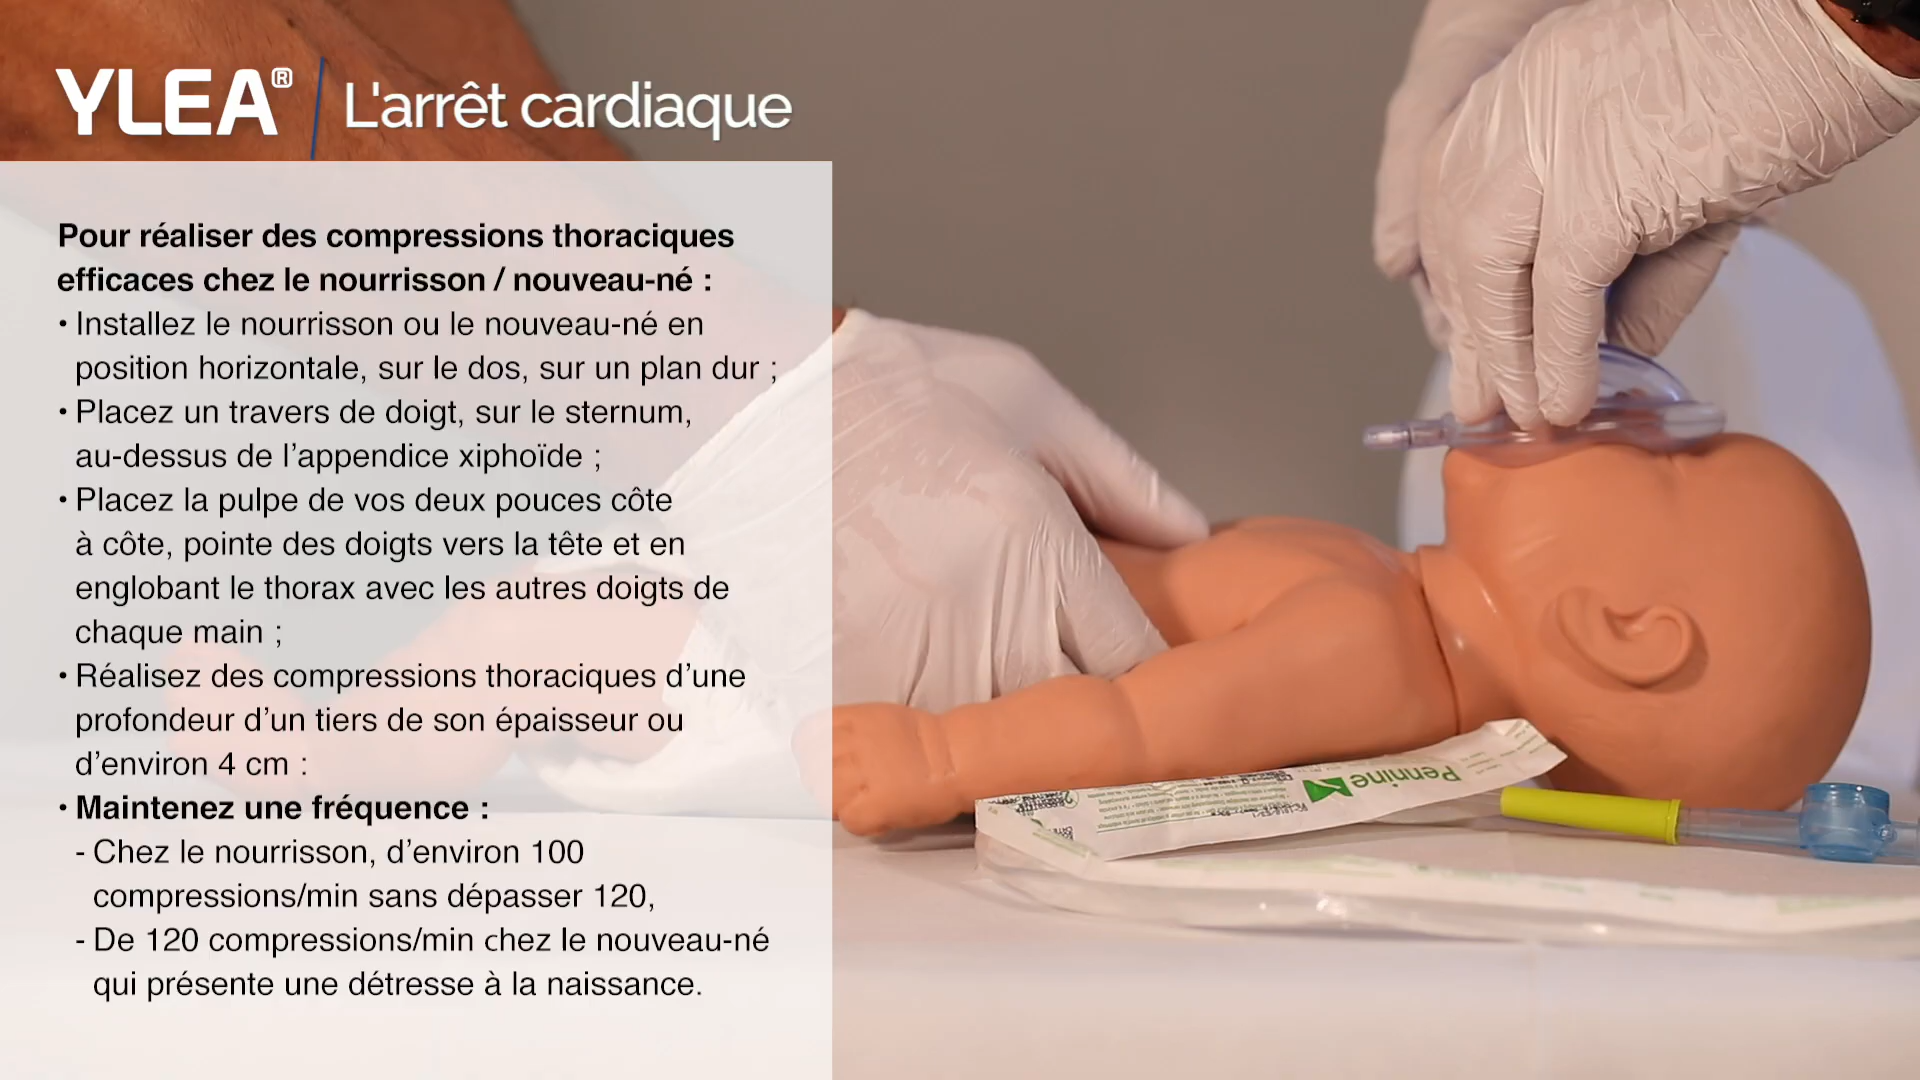 YLEA® L'arrêt cardiaque
Pour réaliser des compressions thoraciques
efficaces chez le nourrisson / nouveau-né :
• Installez le nourrisson ou le nouveau-né en
position horizontale, sur le dos, sur un plan dur ;
• Placez un travers de doigt, sur le sternum,
au-dessus de l’appendice xiphoïde ;
• Placez la pulpe de vos deux pouces côte
à côte, pointe des doigts vers la tête et en
englobant le thorax avec les autres doigts de
chaque main ;
• Réalisez des compressions thoraciques d’une
profondeur d’un tiers de son épaisseur ou
d’environ 4 cm :
• Maintenez une fréquence :
- Chez le nourrisson, d’environ 100
compressions/min sans dépasser 120,
- De 120 compressions/min chez le nouveau-né
qui présente une détresse à la naissance.
Pennine